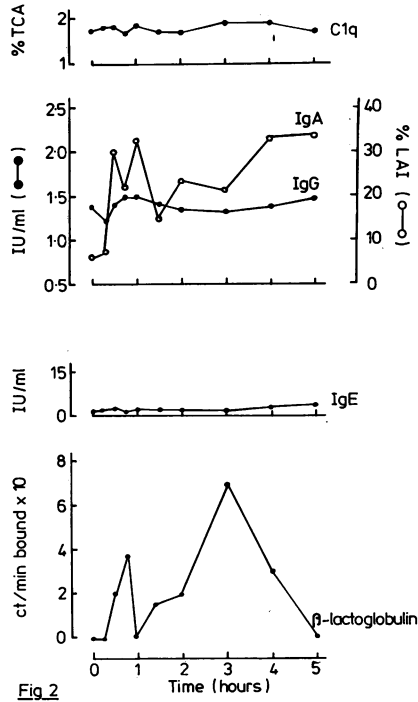 % TCA
2
1
C1q
IU/ml (●—●)
25
2·0
1·5
1·0
0·5
IgA
IgG
40
30
20
10
0
% LAI (○—○)
IU/ml
15
0
IgE
ct/min bound x 10
8
6
4
2
0
β-lactoglobulin
0 1 2 3 4 5
Time (hours)
Fig 2